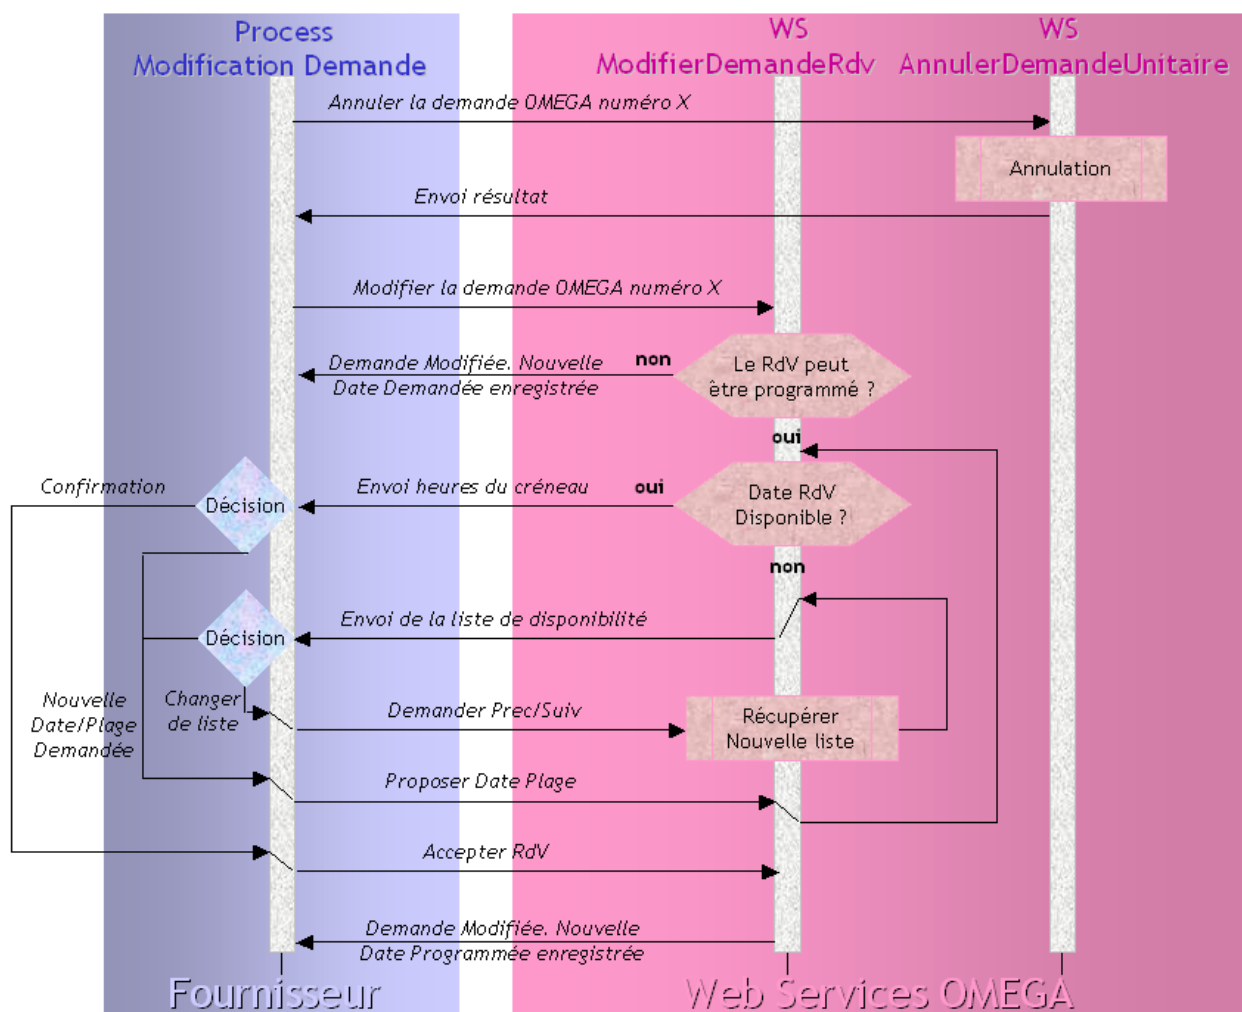 Process
Modification Demande
WS
ModifierDemandeRdv
WS
AnnulerDemandeUnitaire
Annuler la demande OMEGA numéro X
Annulation
Envoi résultat
Modifier la demande OMEGA numéro X
Demande Modifiée. Nouvelle
Date Demandée enregistrée
non
Le RdV peut
être programmé ?
oui
Confirmation
Décision
Envoi heures du créneau
oui
Date RdV
Disponible ?
non
Envoi de la liste de disponibilité
Décision
Nouvelle
Date/Plage
Demandée
Changer
de liste
Demander Prec/Suiv
Récupérer
Nouvelle liste
Proposer Date Plage
Accepter RdV
Demande Modifiée. Nouvelle
Date Programmée enregistrée
Fournisseur
Web Services OMEGA